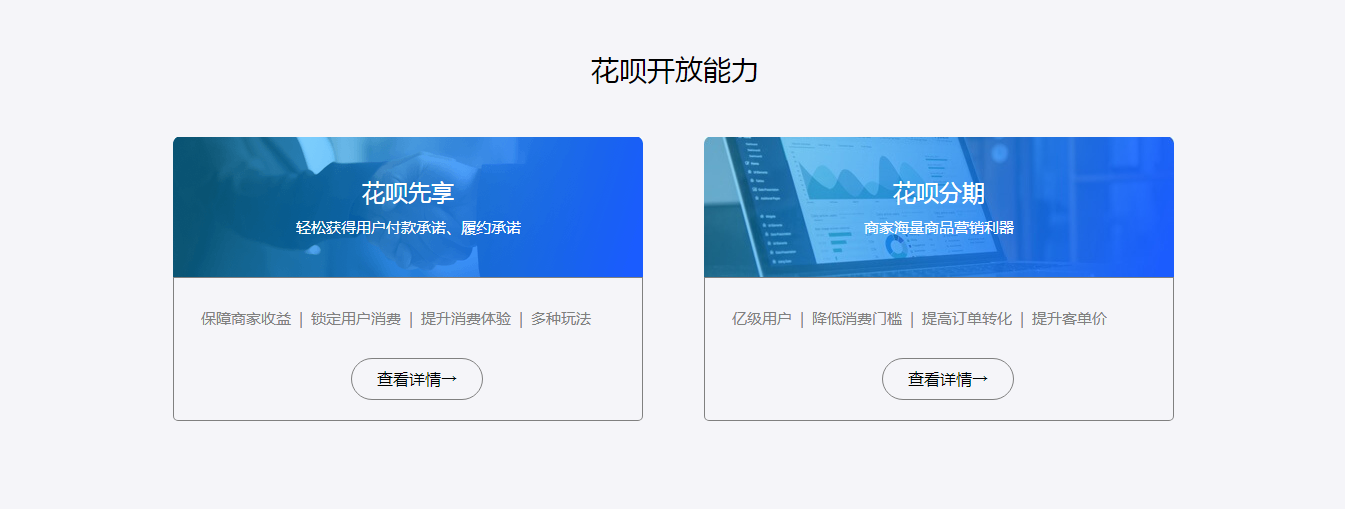 花呗开放能力
花呗先享
轻松获得用户付款承诺、履约承诺
保障商家收益 | 锁定用户消费 | 提升消费体验 | 多种玩法
查看详情→
花呗分期
商家海量商品营销利器
亿级用户 | 降低消费门槛 | 提高订单转化 | 提升客单价
查看详情→